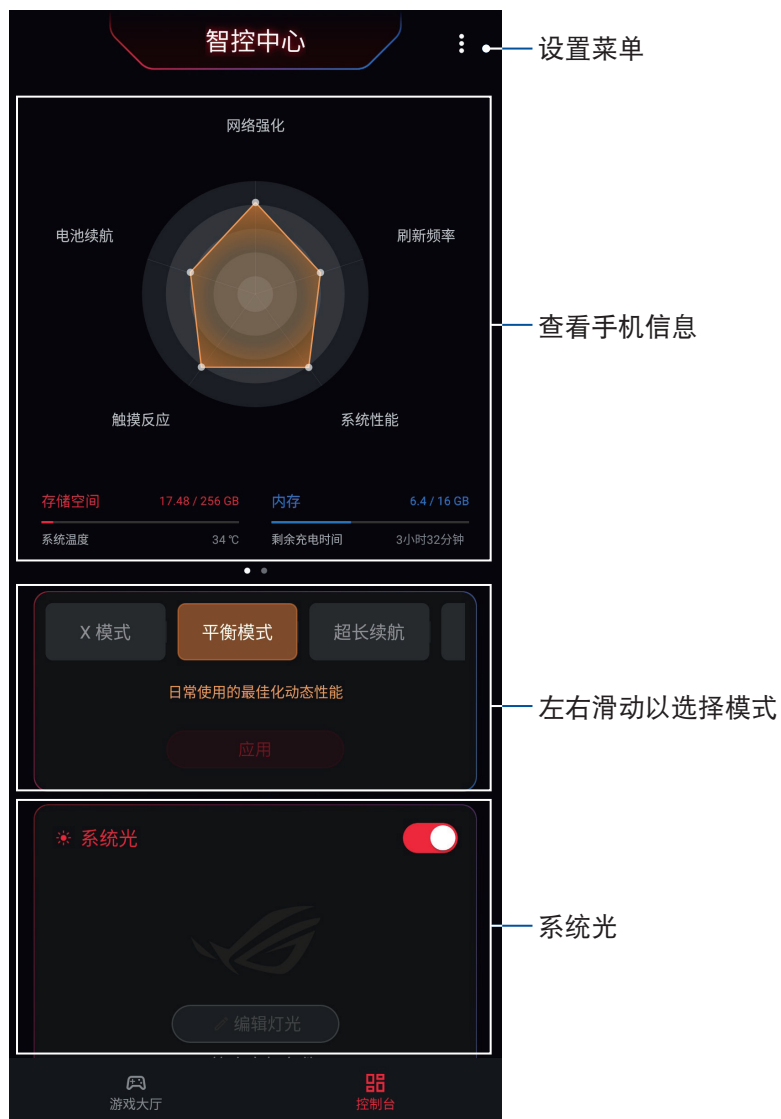 智控中心
设置菜单
网络强化
电池续航
刷新频率
查看手机信息
触摸反应
系统性能
存储空间 17.48 / 256 GB 内存 6.4 / 16 GB
系统温度 34 ℃ 剩余充电时间 3小时32分钟
X 模式 平衡模式 超长续航
日常使用的最佳化动态性能
左右滑动以选择模式
应用
系统光
系统光
编辑灯光
游戏大厅 控制台